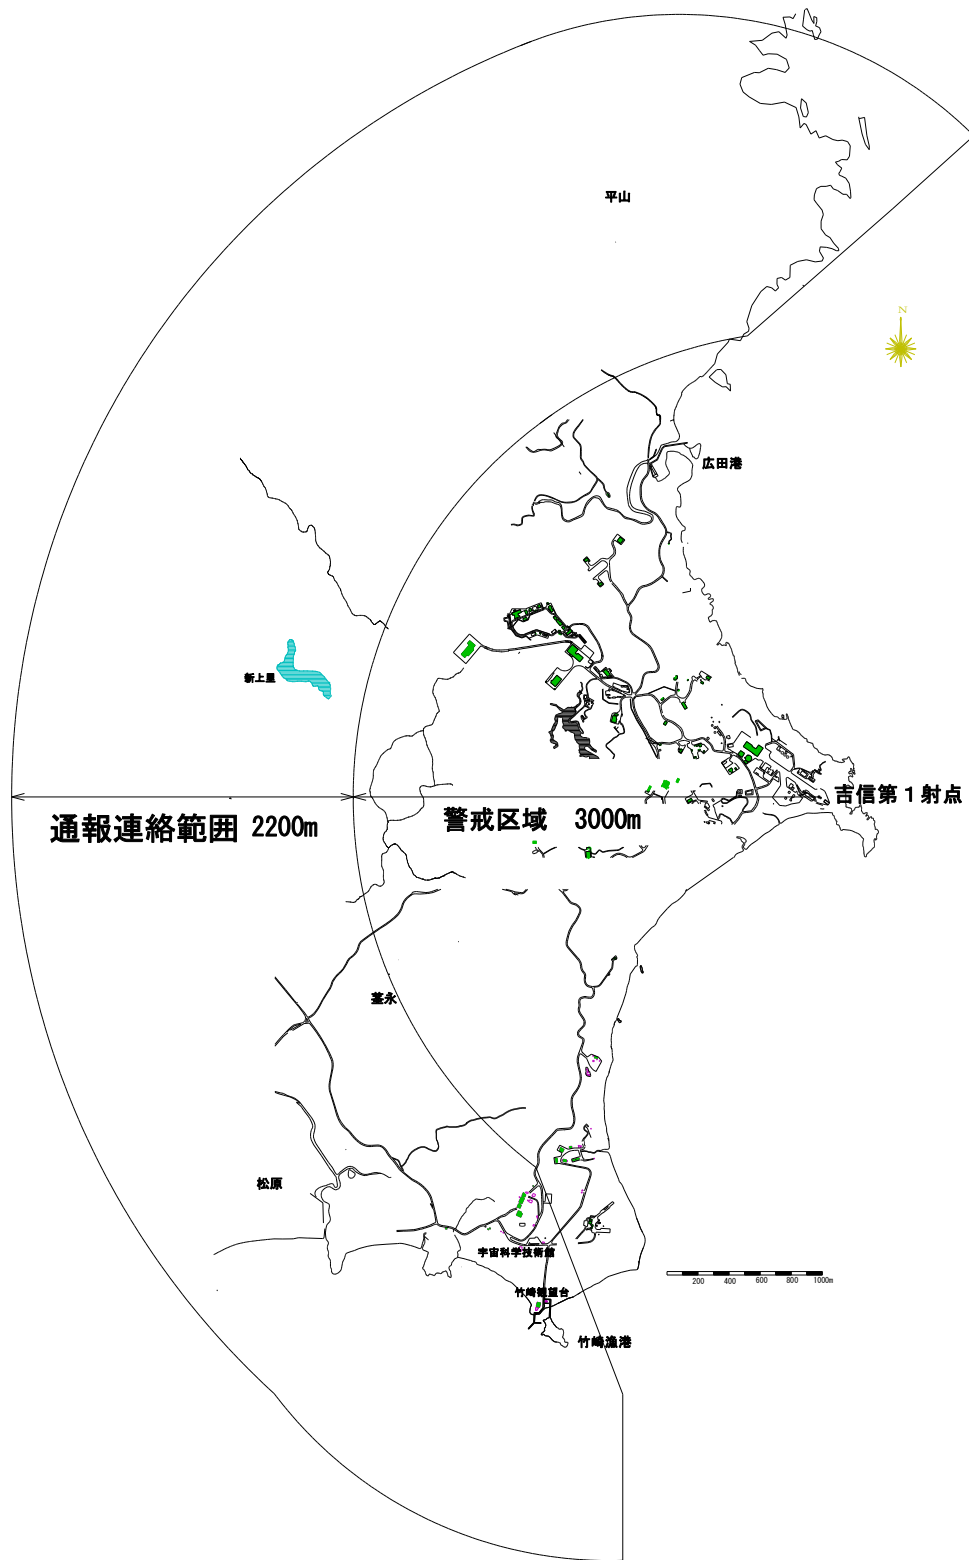 平山
N
広田港
新上里
吉信第1射点
通報連絡範囲 2200m
警戒区域 3000m
茎永
松原
宇宙科学技術館
200 400 600 800 1000m
竹崎観望台
竹崎漁港